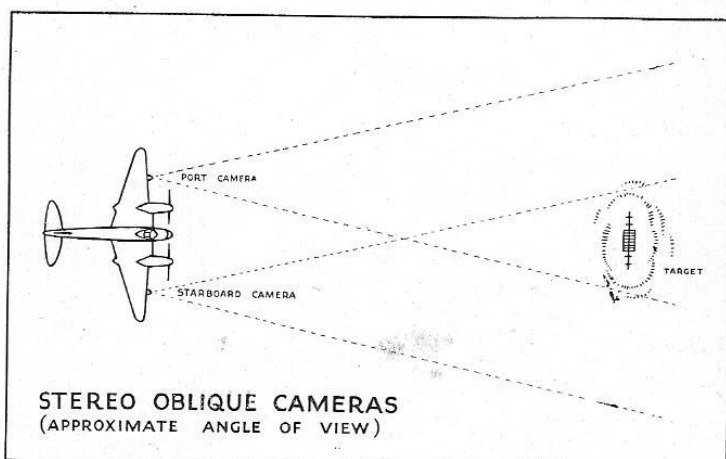 PORT CAMERA
STARBOARD CAMERA
TARGET
STEREO OBLIQUE CAMERAS
(APPROXIMATE ANGLE OF VIEW)